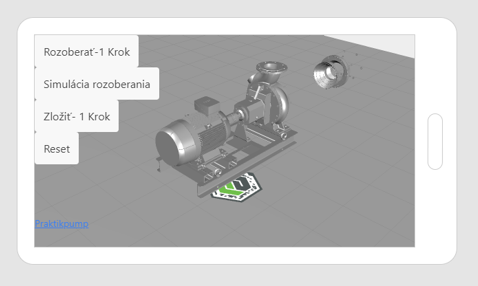 Rozoberať-1 Krok
Simulácia rozoberania
Zložiť- 1 Krok
Reset
Praktikpump